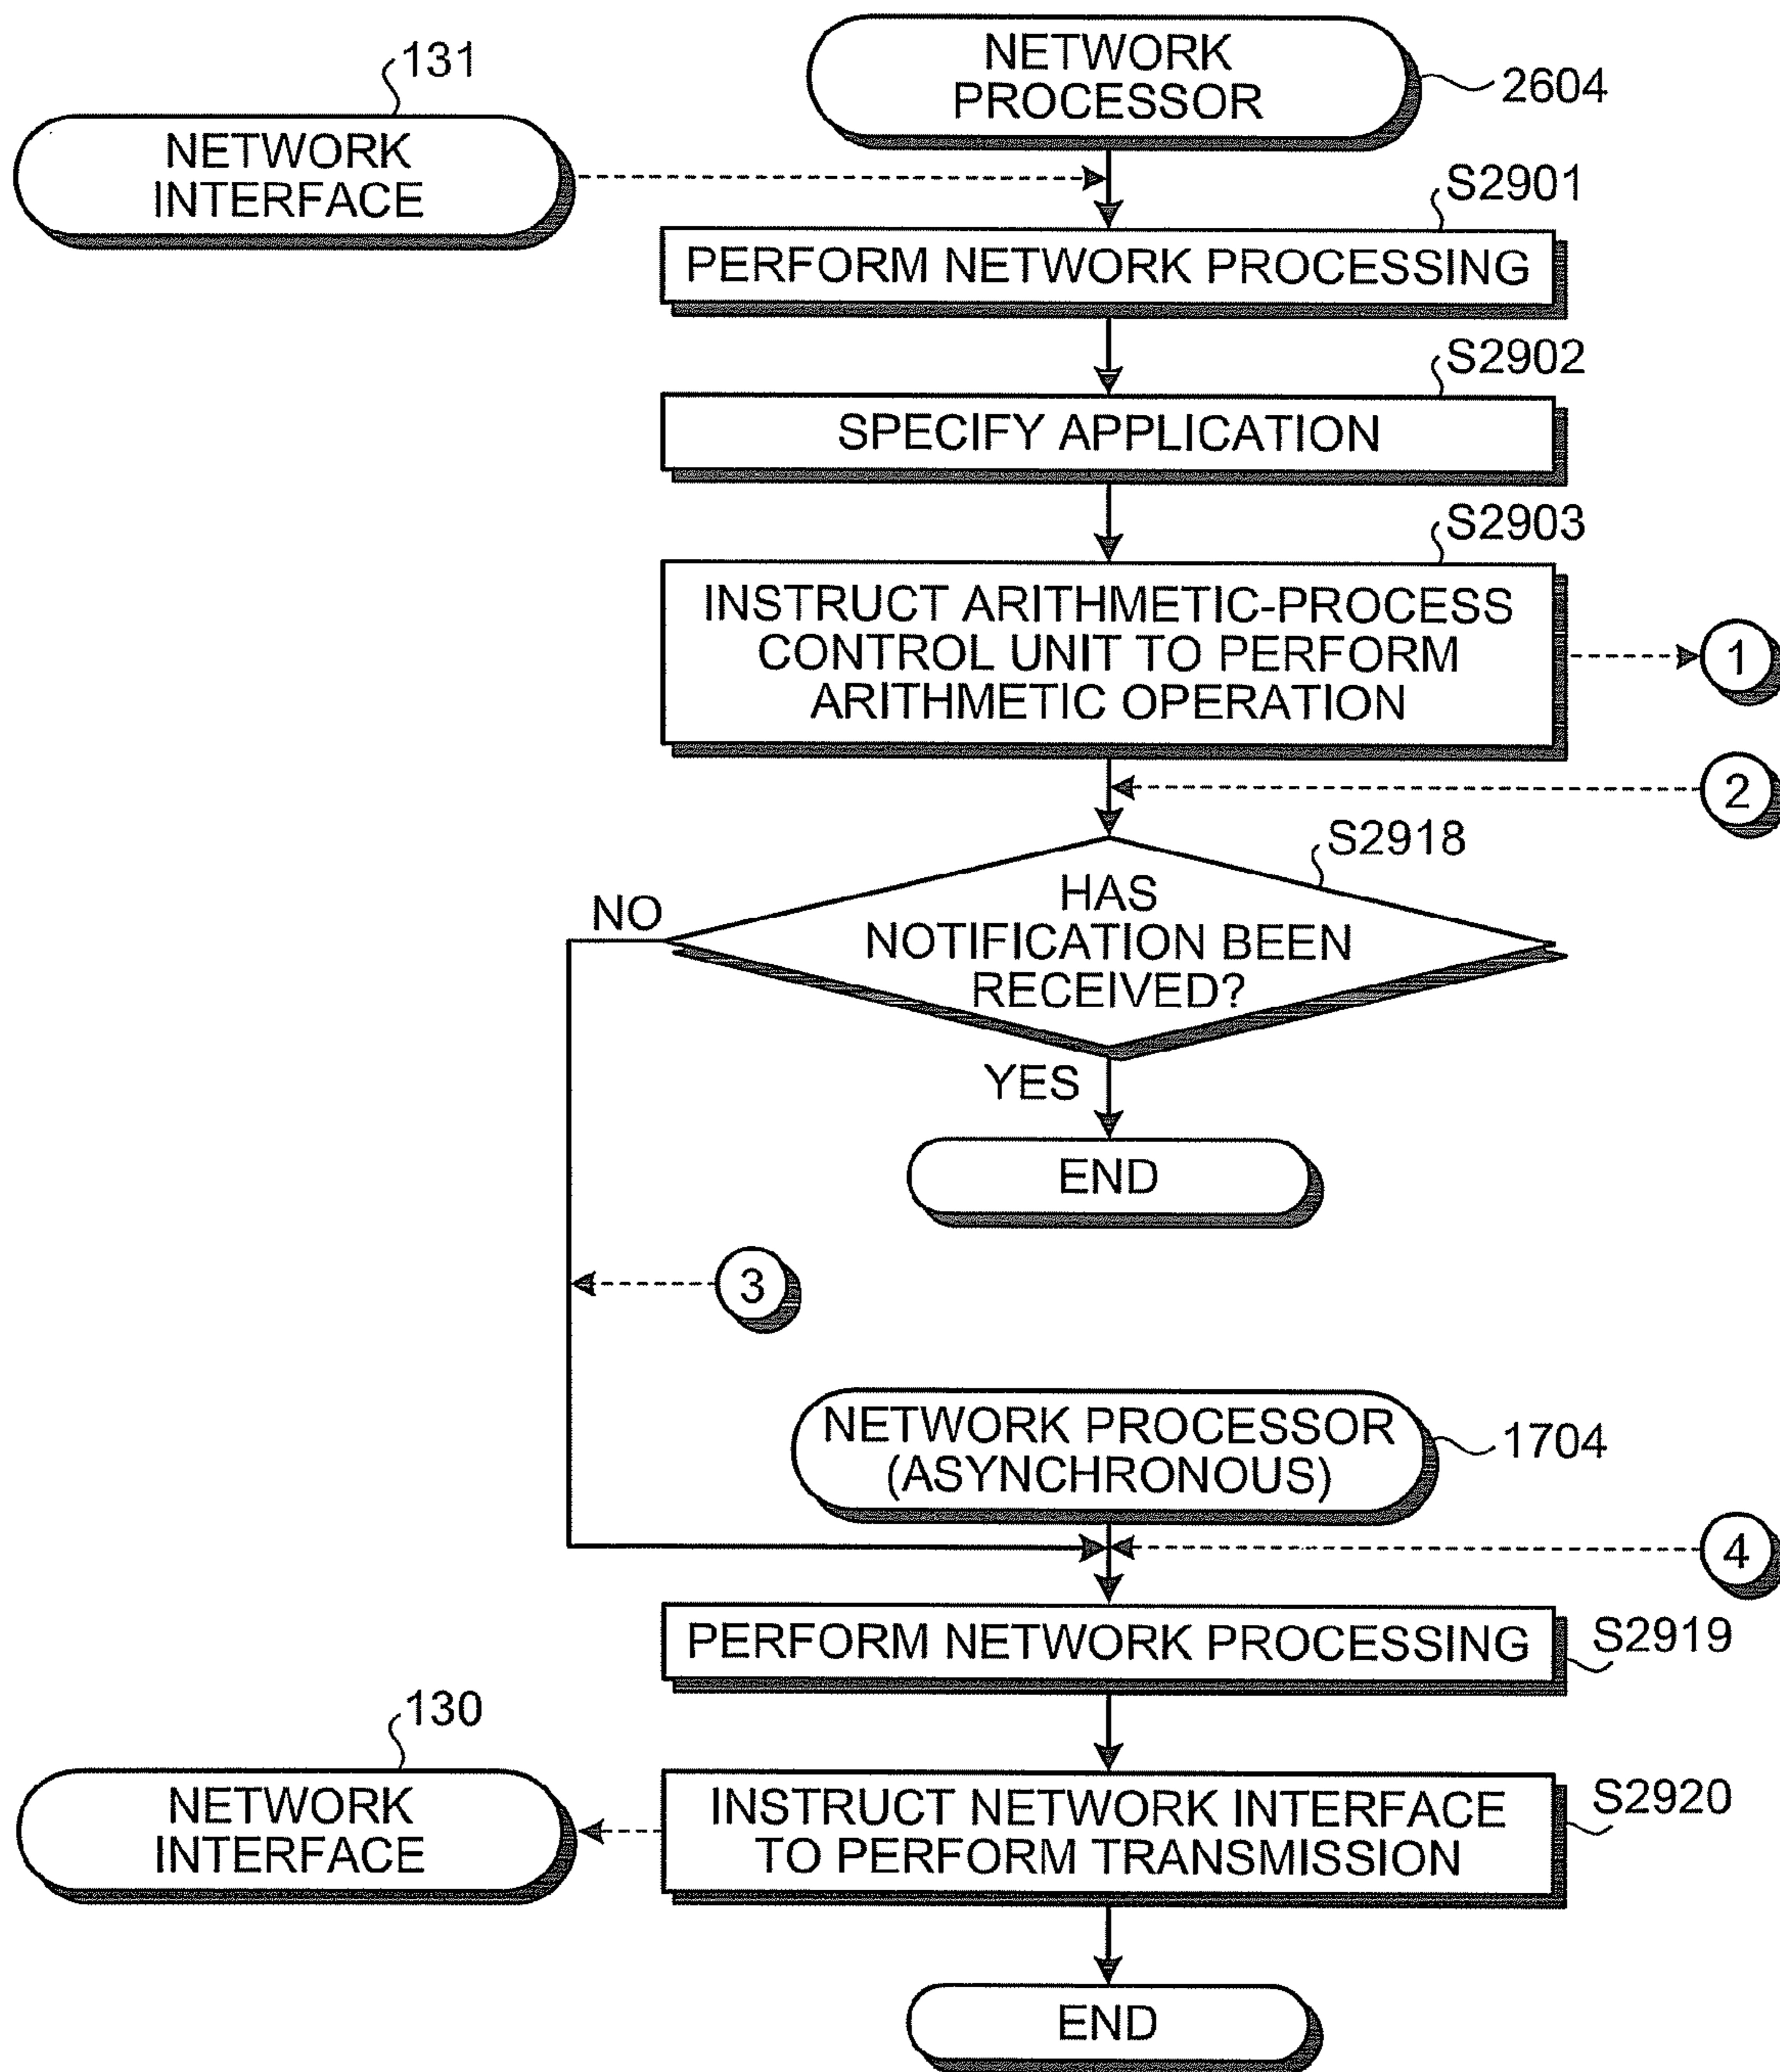 131
NETWORK
INTERFACE
NETWORK
PROCESSOR
2604
S2901
PERFORM NETWORK PROCESSING
S2902
SPECIFY APPLICATION
S2903
INSTRUCT ARITHMETIC-PROCESS
CONTROL UNIT TO PERFORM
ARITHMETIC OPERATION
1
2
S2918
HAS
NOTIFICATION BEEN
RECEIVED?
NO
YES
END
3
NETWORK PROCESSOR
(ASYNCHRONOUS)
1704
4
PERFORM NETWORK PROCESSING
S2919
130
NETWORK
INTERFACE
INSTRUCT NETWORK INTERFACE
TO PERFORM TRANSMISSION
S2920
END